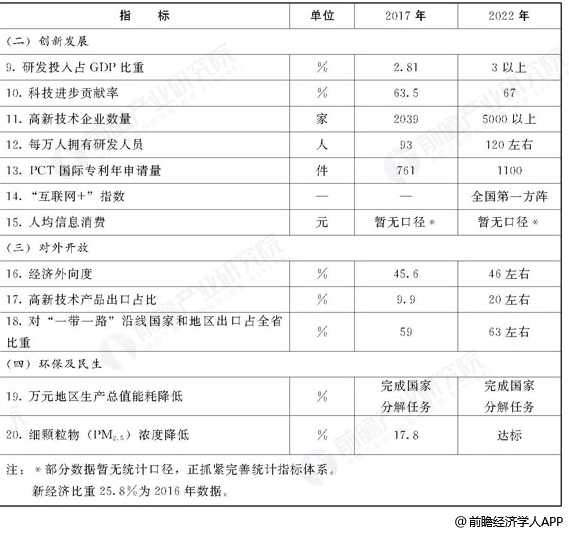 指 标 单位 2017 年 2022 年
（二）创新发展
9. 研发投入占 GDP 比重 % 2.81 3 以上
10. 科技进步贡献率 % 63.5 67
11. 高新技术企业数量 家 2039 5000 以上
12. 每万人拥有研发人员 人 93 120 左右
13. PCT 国际专利年申请量 件 761 1100
14. “互联网+”指数 — — 全国第一方阵
15. 人均信息消费 元 暂无口径* 暂无口径*
（三）对外开放
16. 经济外向度 % 45.6 46 左右
17. 高新技术产品出口占比 % 9.9 20 左右
18. 对“一带一路”沿线国家和地区出口占全省
比重 % 59 63 左右
（四）环保及民生
19. 万元地区生产总值能耗降低 % 完成国家 完成国家
分解任务 分解任务
20. 细颗粒物（PM2.5）浓度降低 % 17.8 达标
注：*部分数据暂无统计口径，正抓紧完善统计指标体系。
新经济比重 25.8%为 2016 年数据。
@前瞻经济学人APP
前瞻产业研究院